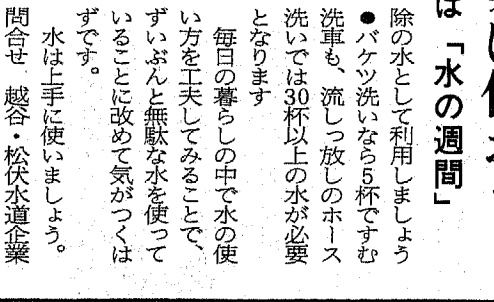 は「水の週間」
除の水として利用しましょう
●バケツ洗いなら5杯ですむ
洗車も、流しっ放しのホース
洗いでは30杯以上の水が必要
となります
毎日の暮らしの中で水の使
い方を工夫してみることで、
ずいぶんと無駄な水を使って
いることに改めて気がつくは
ずです。
水は上手に使いましょう。
問合せ 越谷・松伏水道企業